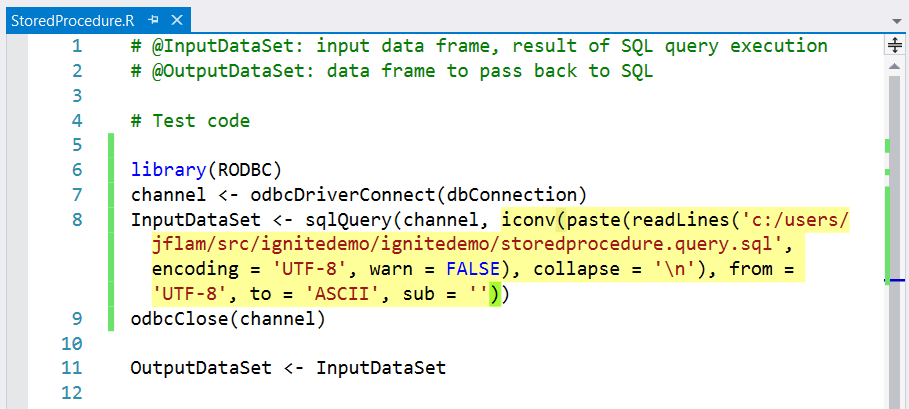 StoredProcedure.R
1 # @InputDataSet: input data frame, result of SQL query execution
2 # @OutputDataSet: data frame to pass back to SQL
3
4 # Test code
5
6 library(RODBC)
7 channel <- odbcDriverConnect(dbConnection)
8 InputDataSet <- sqlQuery(channel, iconv(paste(readLines('c:/users/
jflam/src/ignitedemo/ignitedemo/storedprocedure.query.sql',
encoding = 'UTF-8', warn = FALSE), collapse = '\n'), from =
'UTF-8', to = 'ASCII', sub = ''))
9 odbcClose(channel)
10
11 OutputDataSet <- InputDataSet
12